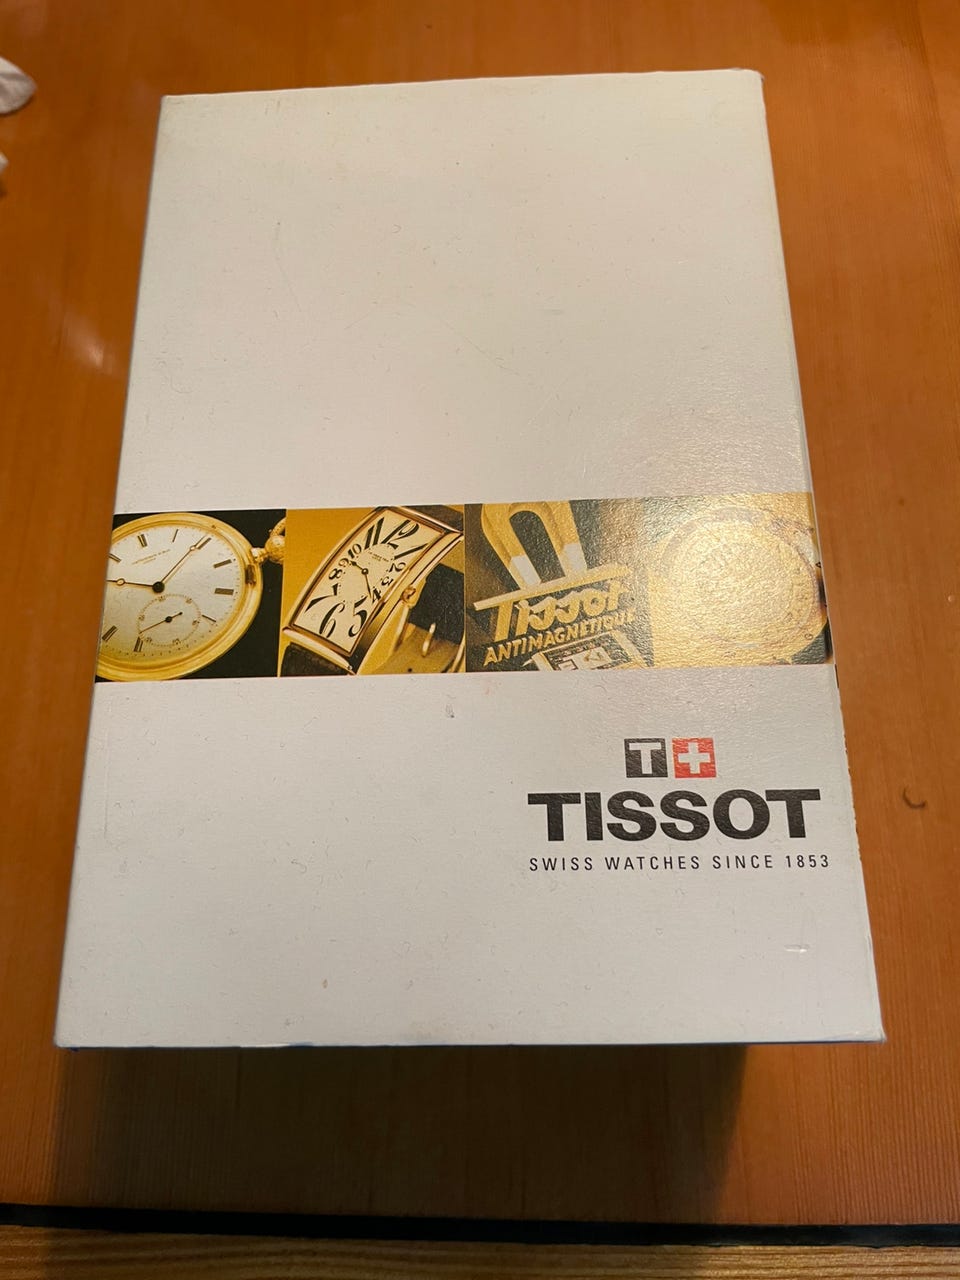 Tissot
ANTIMAGNETIQUE
T+
TISSOT
SWISS WATCHES SINCE 1853